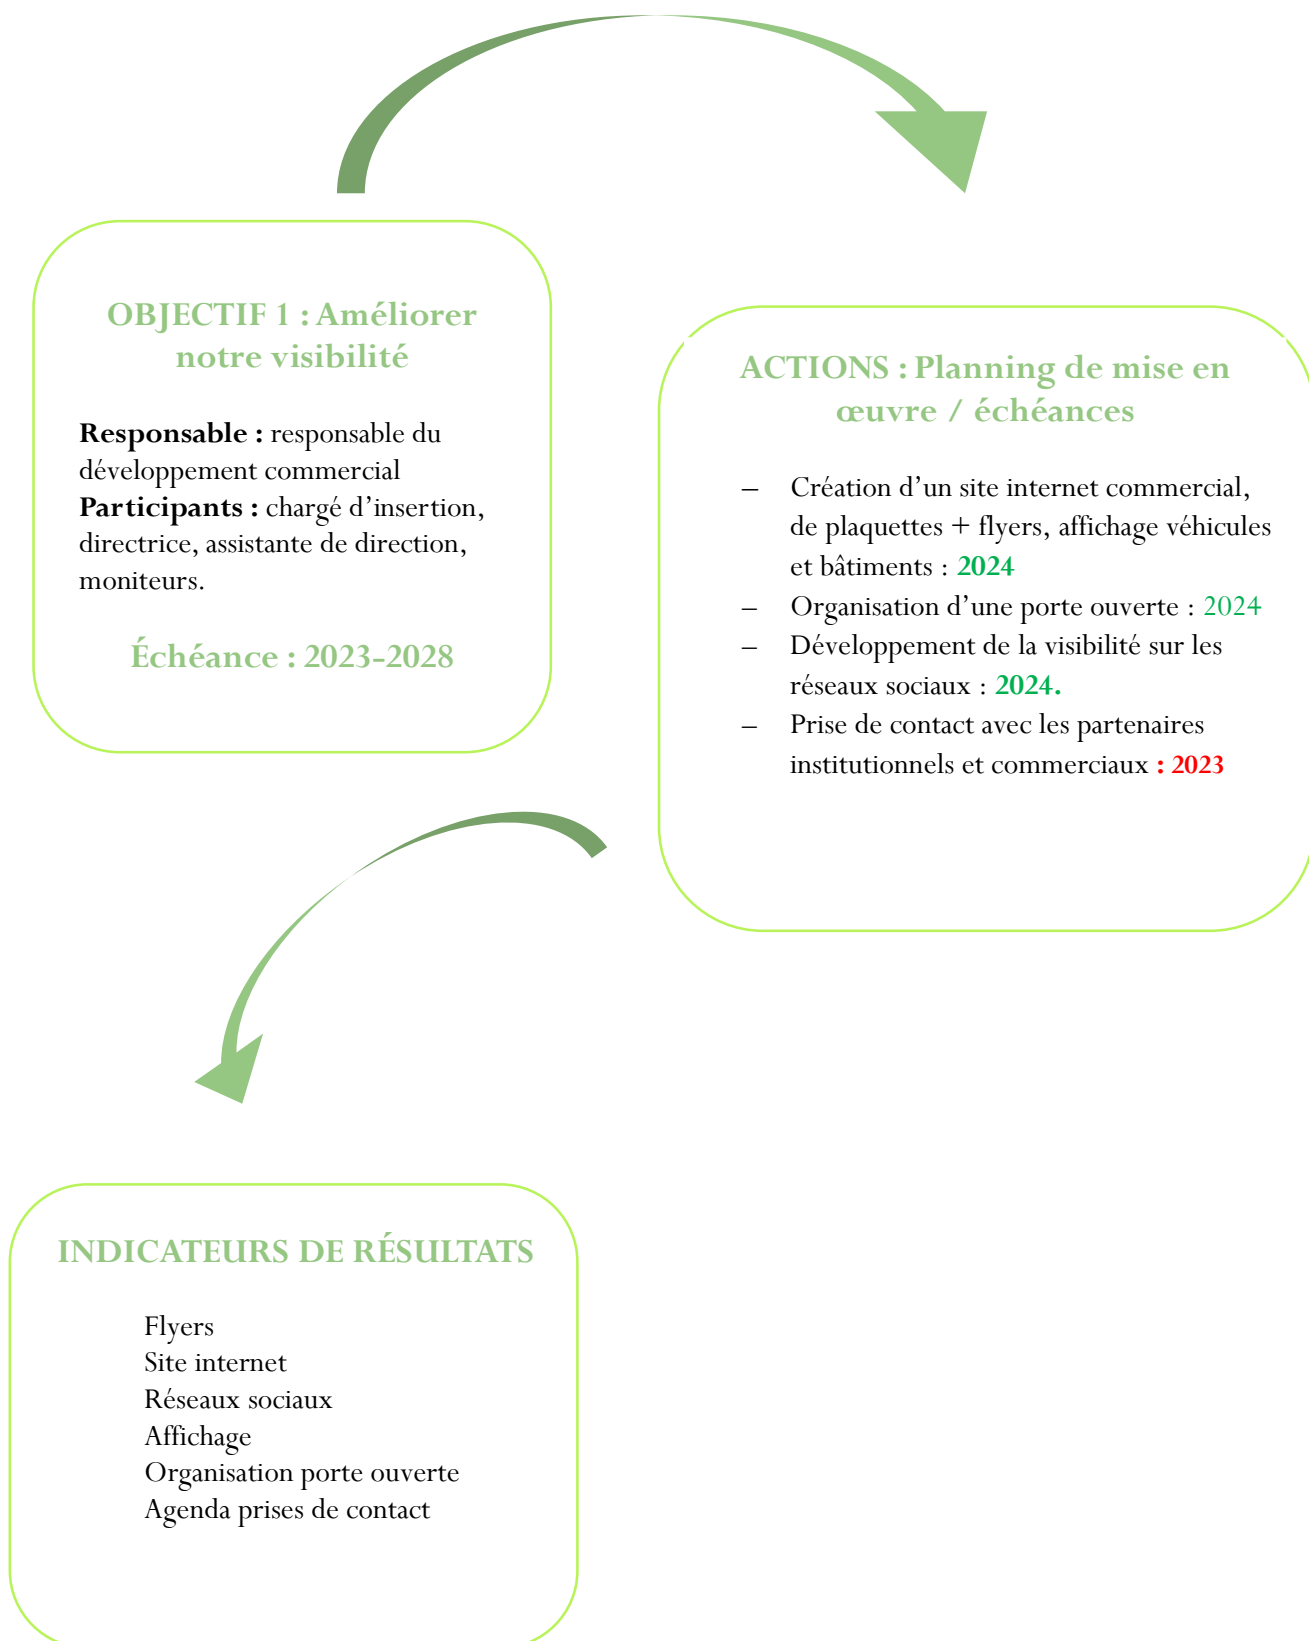 OBJECTIF 1 : Améliorer
notre visibilité
Responsable : responsable du
développement commercial
Participants : chargé d’insertion,
directrice, assistante de direction,
moniteurs.
Échéance : 2023-2028
ACTIONS : Planning de mise en
œuvre / échéances
– Création d’un site internet commercial,
de plaquettes + flyers, affichage véhicules
et bâtiments : 2024
– Organisation d’une porte ouverte : 2024
– Développement de la visibilité sur les
réseaux sociaux : 2024.
– Prise de contact avec les partenaires
institutionnels et commerciaux : 2023
INDICATEURS DE RÉSULTATS
Flyers
Site internet
Réseaux sociaux
Affichage
Organisation porte ouverte
Agenda prises de contact